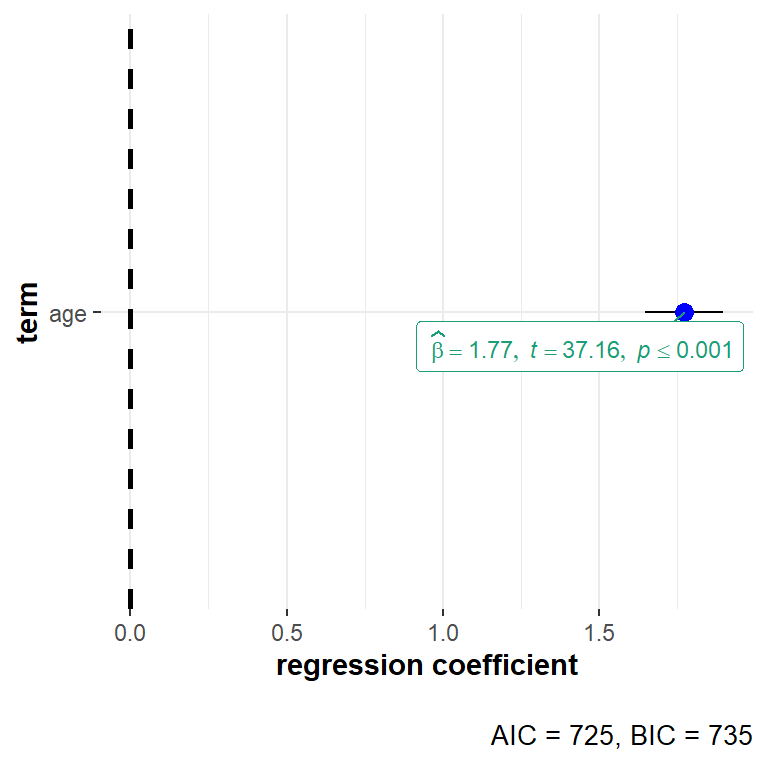 term
age
β̂ = 1.77, t = 37.16, p ≤ 0.001
0.0 0.5 1.0 1.5
regression coefficient
AIC = 725, BIC = 735